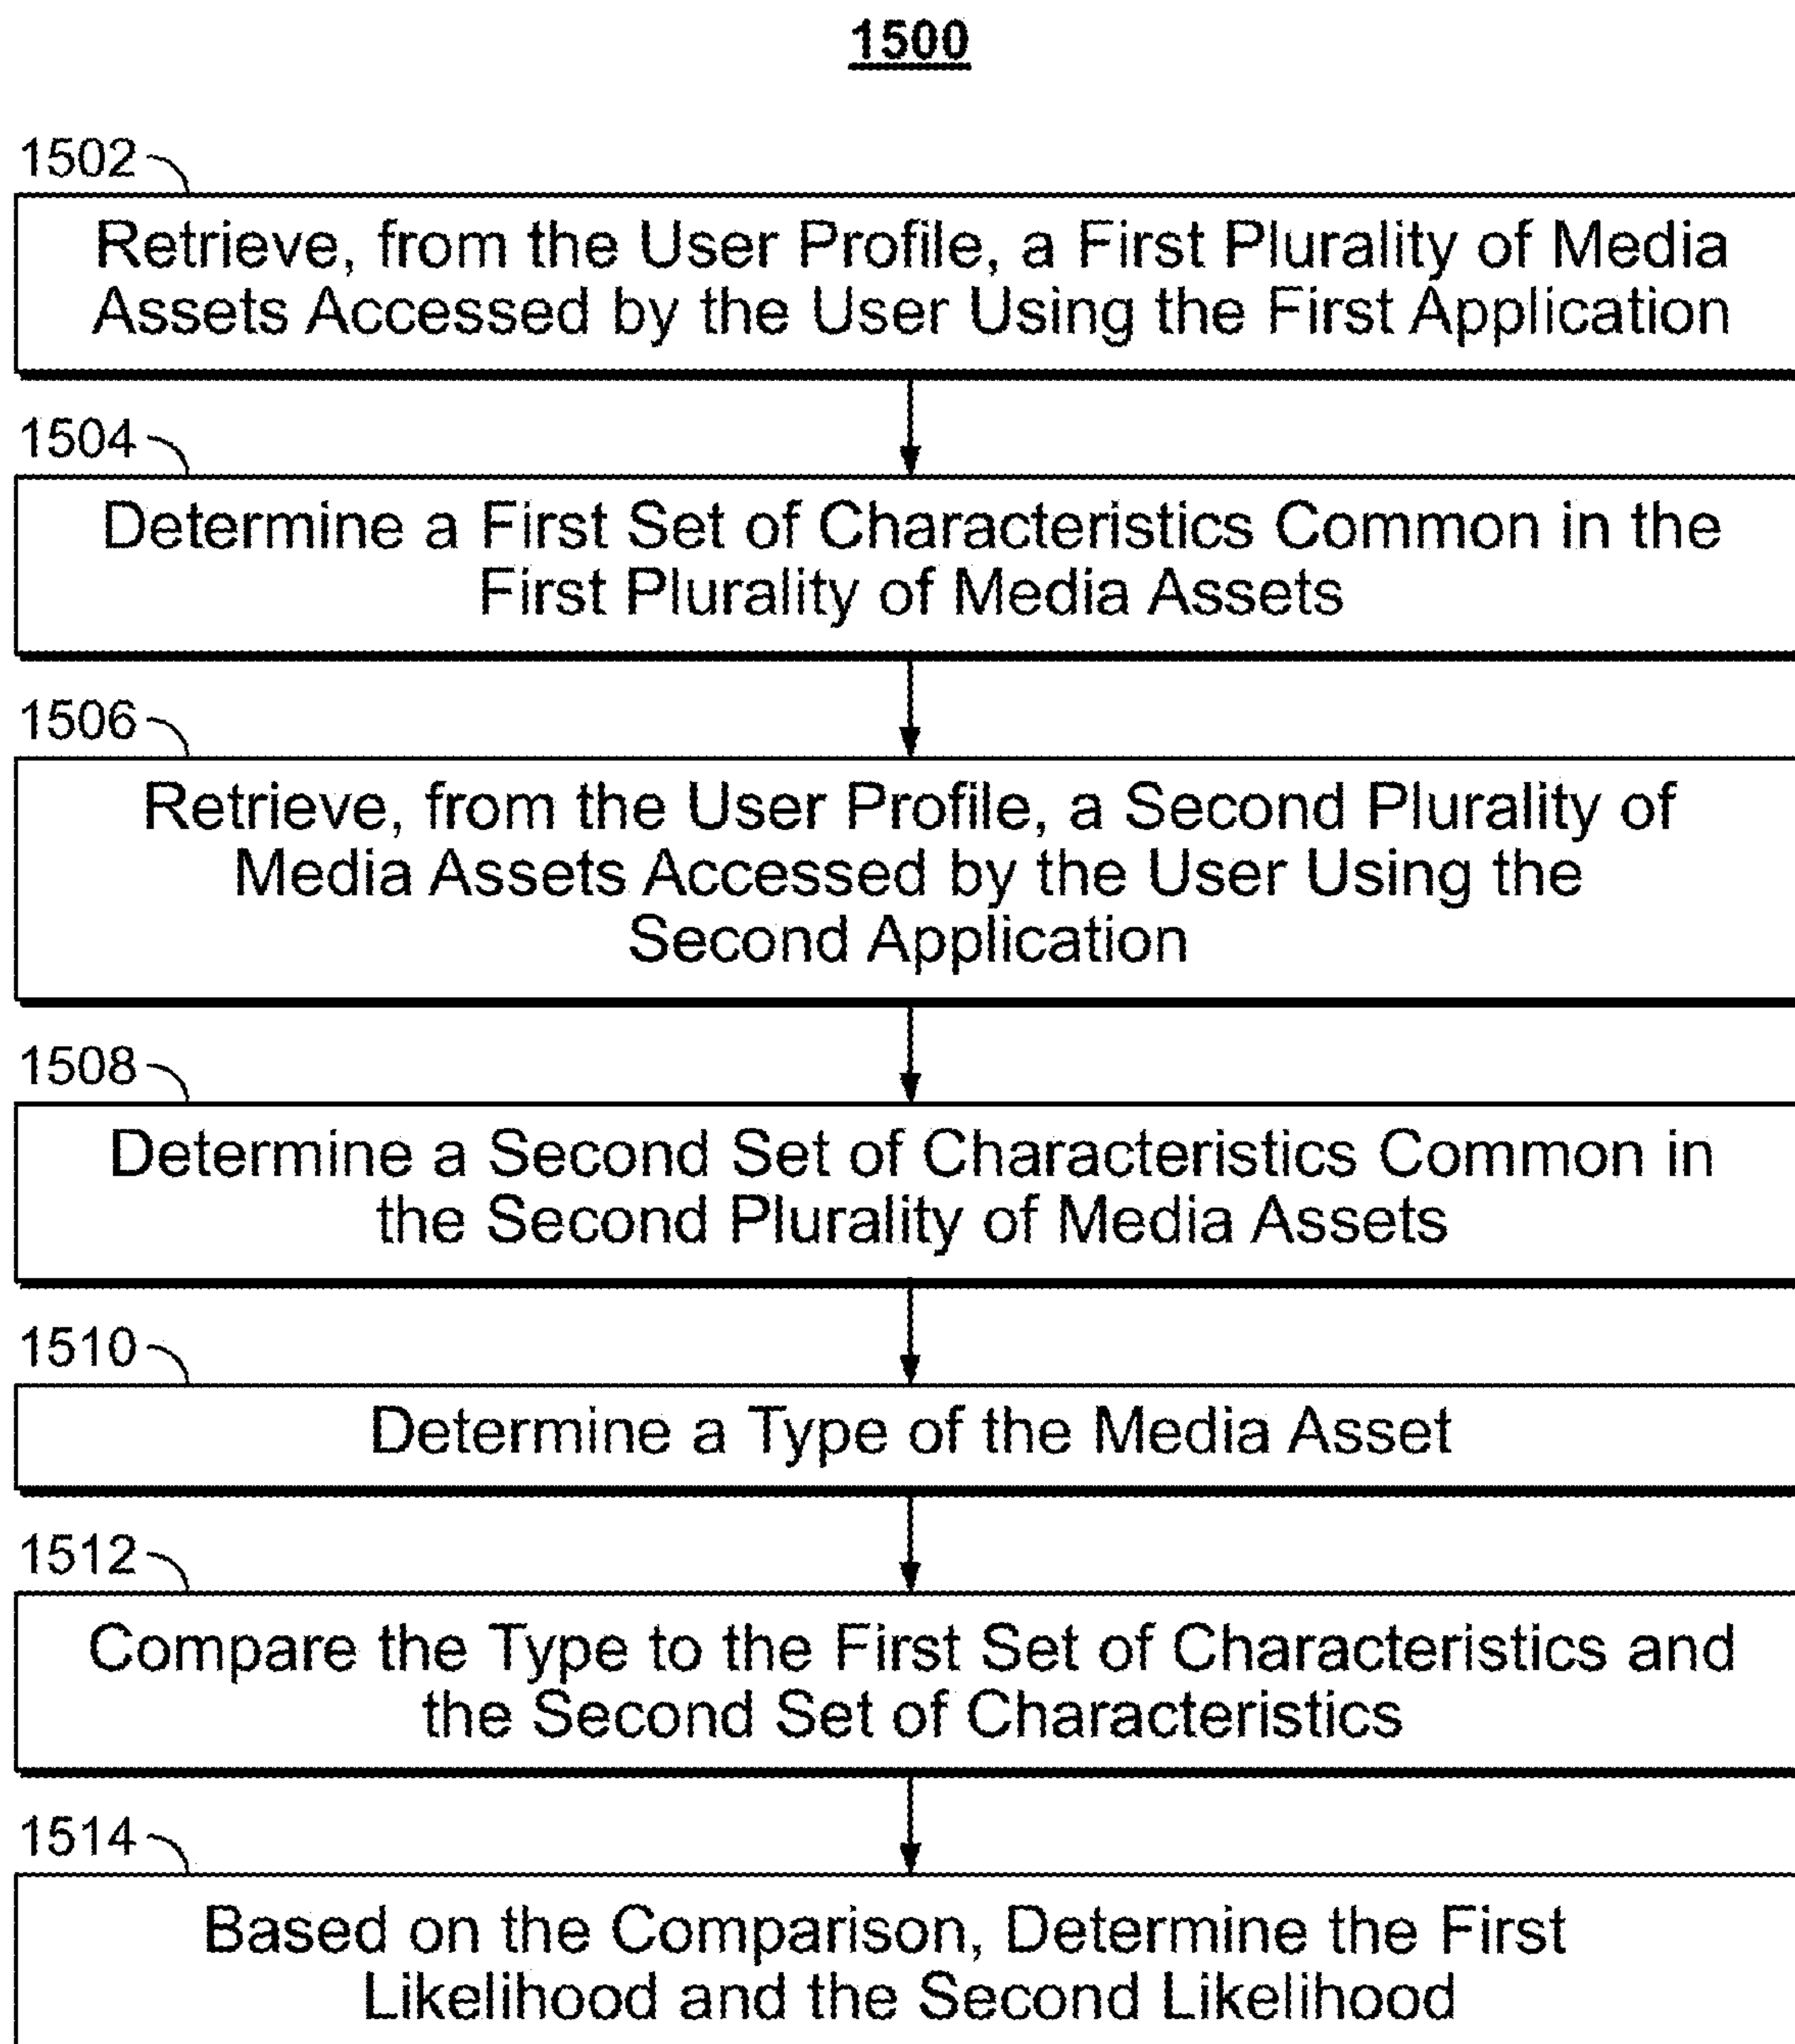 1500
1502
Retrieve, from the User Profile, a First Plurality of Media
Assets Accessed by the User Using the First Application
1504
Determine a First Set of Characteristics Common in the
First Plurality of Media Assets
1506
Retrieve, from the User Profile, a Second Plurality of
Media Assets Accessed by the User Using the
Second Application
1508
Determine a Second Set of Characteristics Common in
the Second Plurality of Media Assets
1510
Determine a Type of the Media Asset
1512
Compare the Type to the First Set of Characteristics and
the Second Set of Characteristics
1514
Based on the Comparison, Determine the First
Likelihood and the Second Likelihood